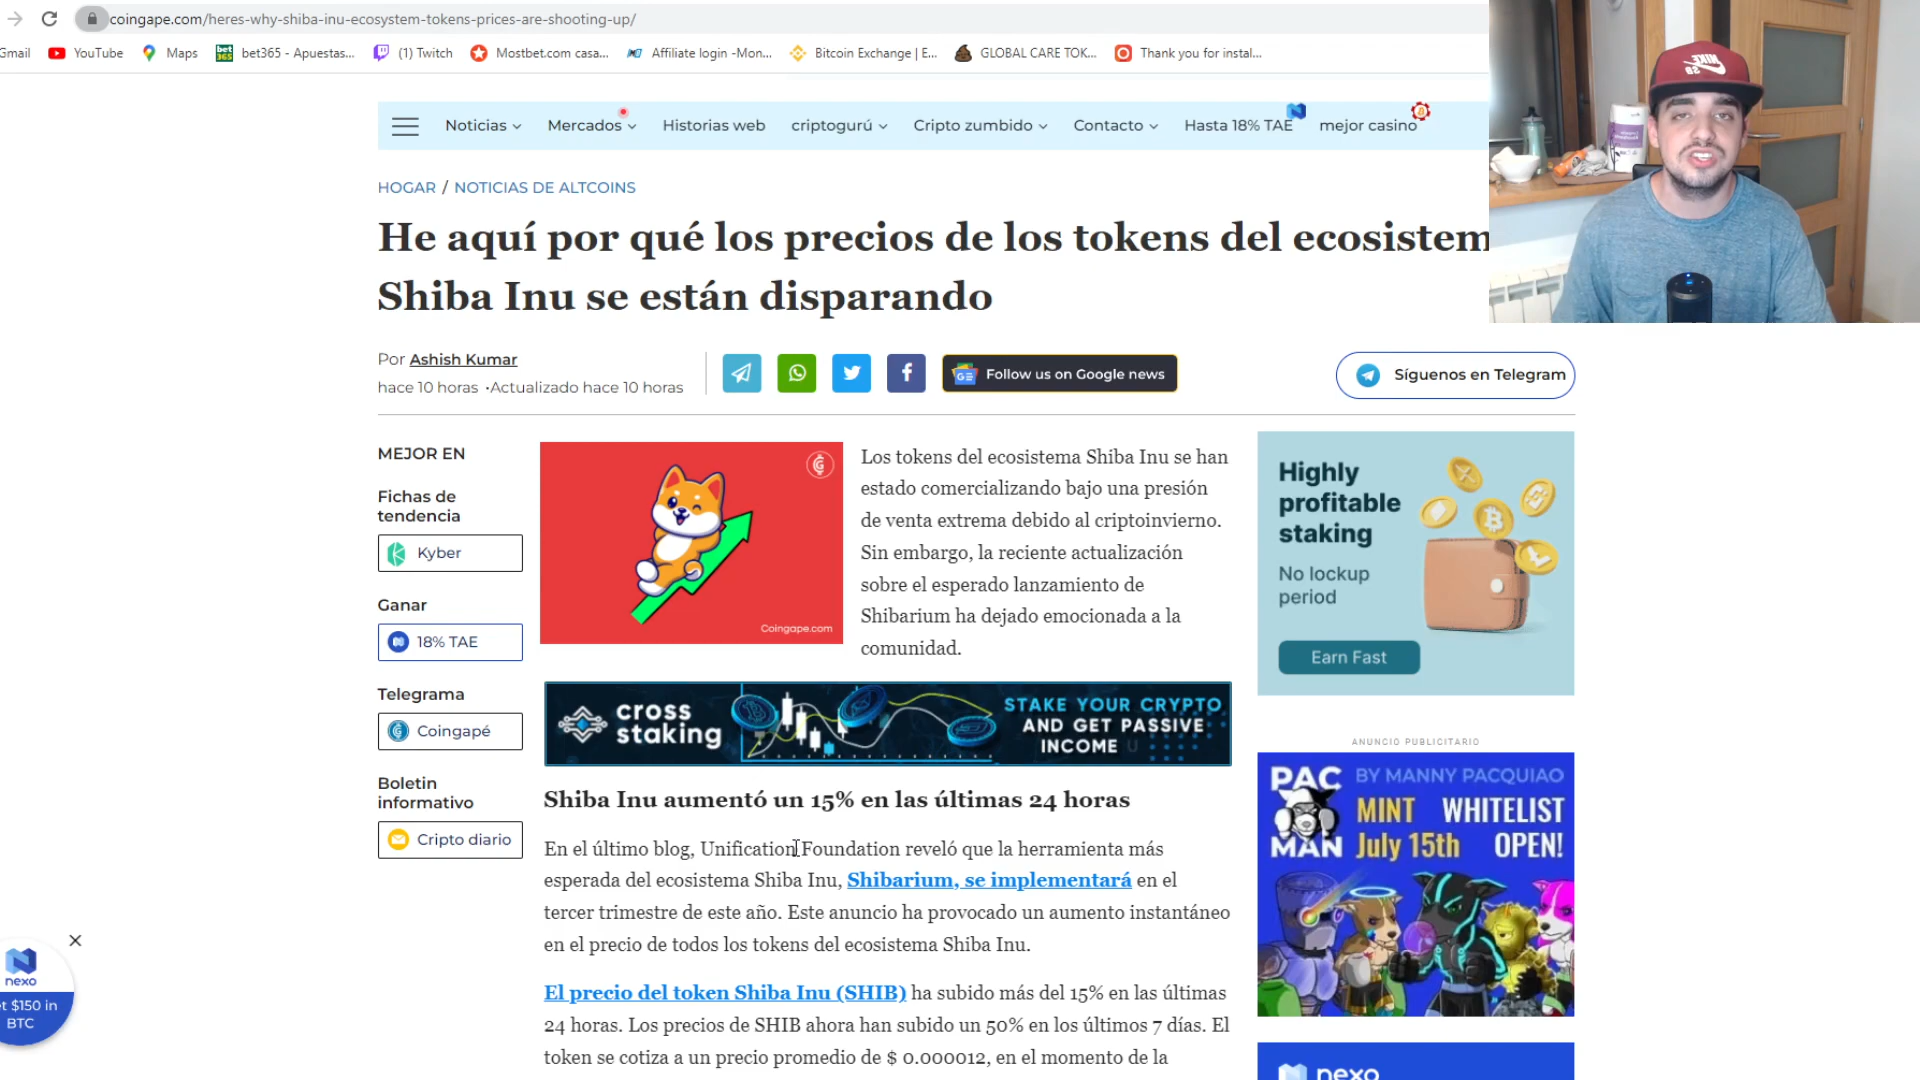 coingape.com/heres-why-shiba-inu-ecosystem-tokens-prices-are-shooting-up/
Gmail YouTube Maps bet365 - Apuestas... (1) Twitch Mostbet.com casa... Affiliate login -Mon... Bitcoin Exchange | E... GLOBAL CARE TOK... Thank you for instal...
Noticias Mercados Historias web criptogurú Cripto zumbido Contacto Hasta 18% TAE mejor casino
HOGAR / NOTICIAS DE ALTCOINS
He aquí por qué los precios de los tokens del ecosistem
Shiba Inu se están disparando
Por Ashish Kumar
hace 10 horas •Actualizado hace 10 horas
Follow us on Google news
Síguenos en Telegram
MEJOR EN
Fichas de
tendencia
Kyber
Ganar
18% TAE
Telegrama
Coingapé
Boletin
informativo
Cripto diario
Coingape.com
Los tokens del ecosistema Shiba Inu se han
estado comercializando bajo una presión
de venta extrema debido al criptoinvierno.
Sin embargo, la reciente actualización
sobre el esperado lanzamiento de
Shibarium ha dejado emocionada a la
comunidad.
cross
staking
STAKE YOUR CRYPTO
AND GET PASSIVE
INCOME
Shiba Inu aumentó un 15% en las últimas 24 horas
En el último blog, Unification Foundation reveló que la herramienta más
esperada del ecosistema Shiba Inu, Shibarium, se implementará en el
tercer trimestre de este año. Este anuncio ha provocado un aumento instantáneo
en el precio de todos los tokens del ecosistema Shiba Inu.
El precio del token Shiba Inu (SHIB) ha subido más del 15% en las últimas
24 horas. Los precios de SHIB ahora han subido un 50% en los últimos 7 días. El
token se cotiza a un precio promedio de $ 0.000012, en el momento de la
Highly
profitable
staking
No lockup
period
Earn Fast
ANUNCIO PUBLICITARIO
PAC
MAN
BY MANNY PACQUIAO
MINT WHITELIST
July 15th OPEN!
nexo
nexo
t $150 in
BTC
NIKE
SB